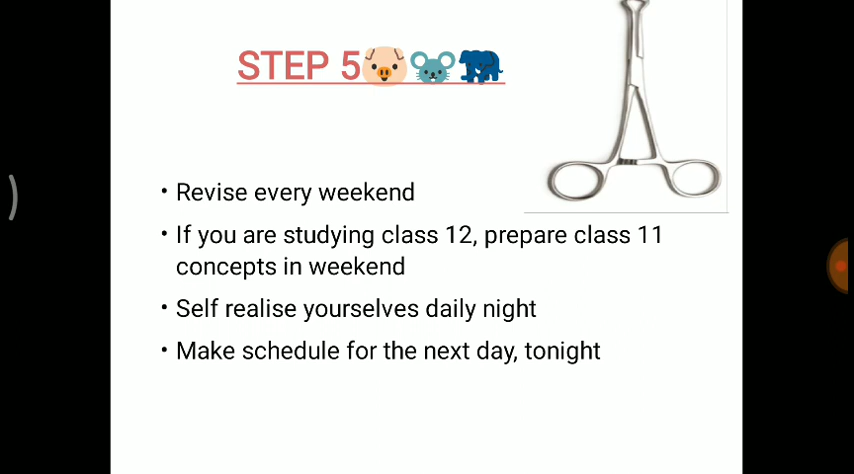 STEP 5🐷🐭🐘
• Revise every weekend
• If you are studying class 12, prepare class 11
concepts in weekend
• Self realise yourselves daily night
• Make schedule for the next day, tonight